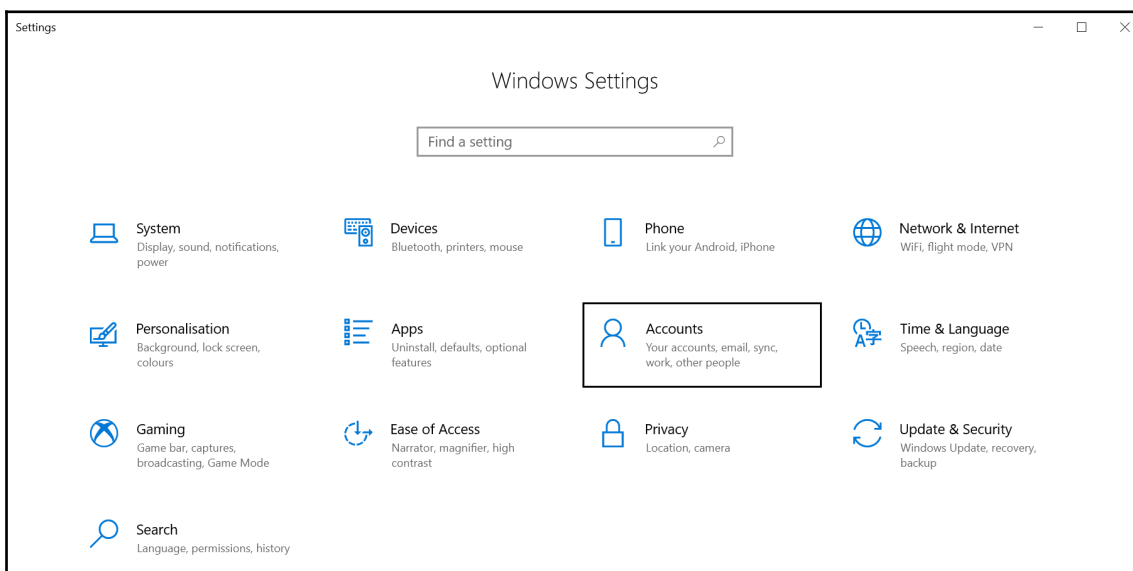 Settings
Windows Settings
Find a setting
System
Display, sound, notifications,
power
Devices
Bluetooth, printers, mouse
Phone
Link your Android, iPhone
Network & Internet
WiFi, flight mode, VPN
Personalisation
Background, lock screen,
colours
Apps
Uninstall, defaults, optional
features
Accounts
Your accounts, email, sync,
work, other people
Time & Language
Speech, region, date
Gaming
Game bar, captures,
broadcasting, Game Mode
Ease of Access
Narrator, magnifier, high
contrast
Privacy
Location, camera
Update & Security
Windows Update, recovery,
backup
Search
Language, permissions, history